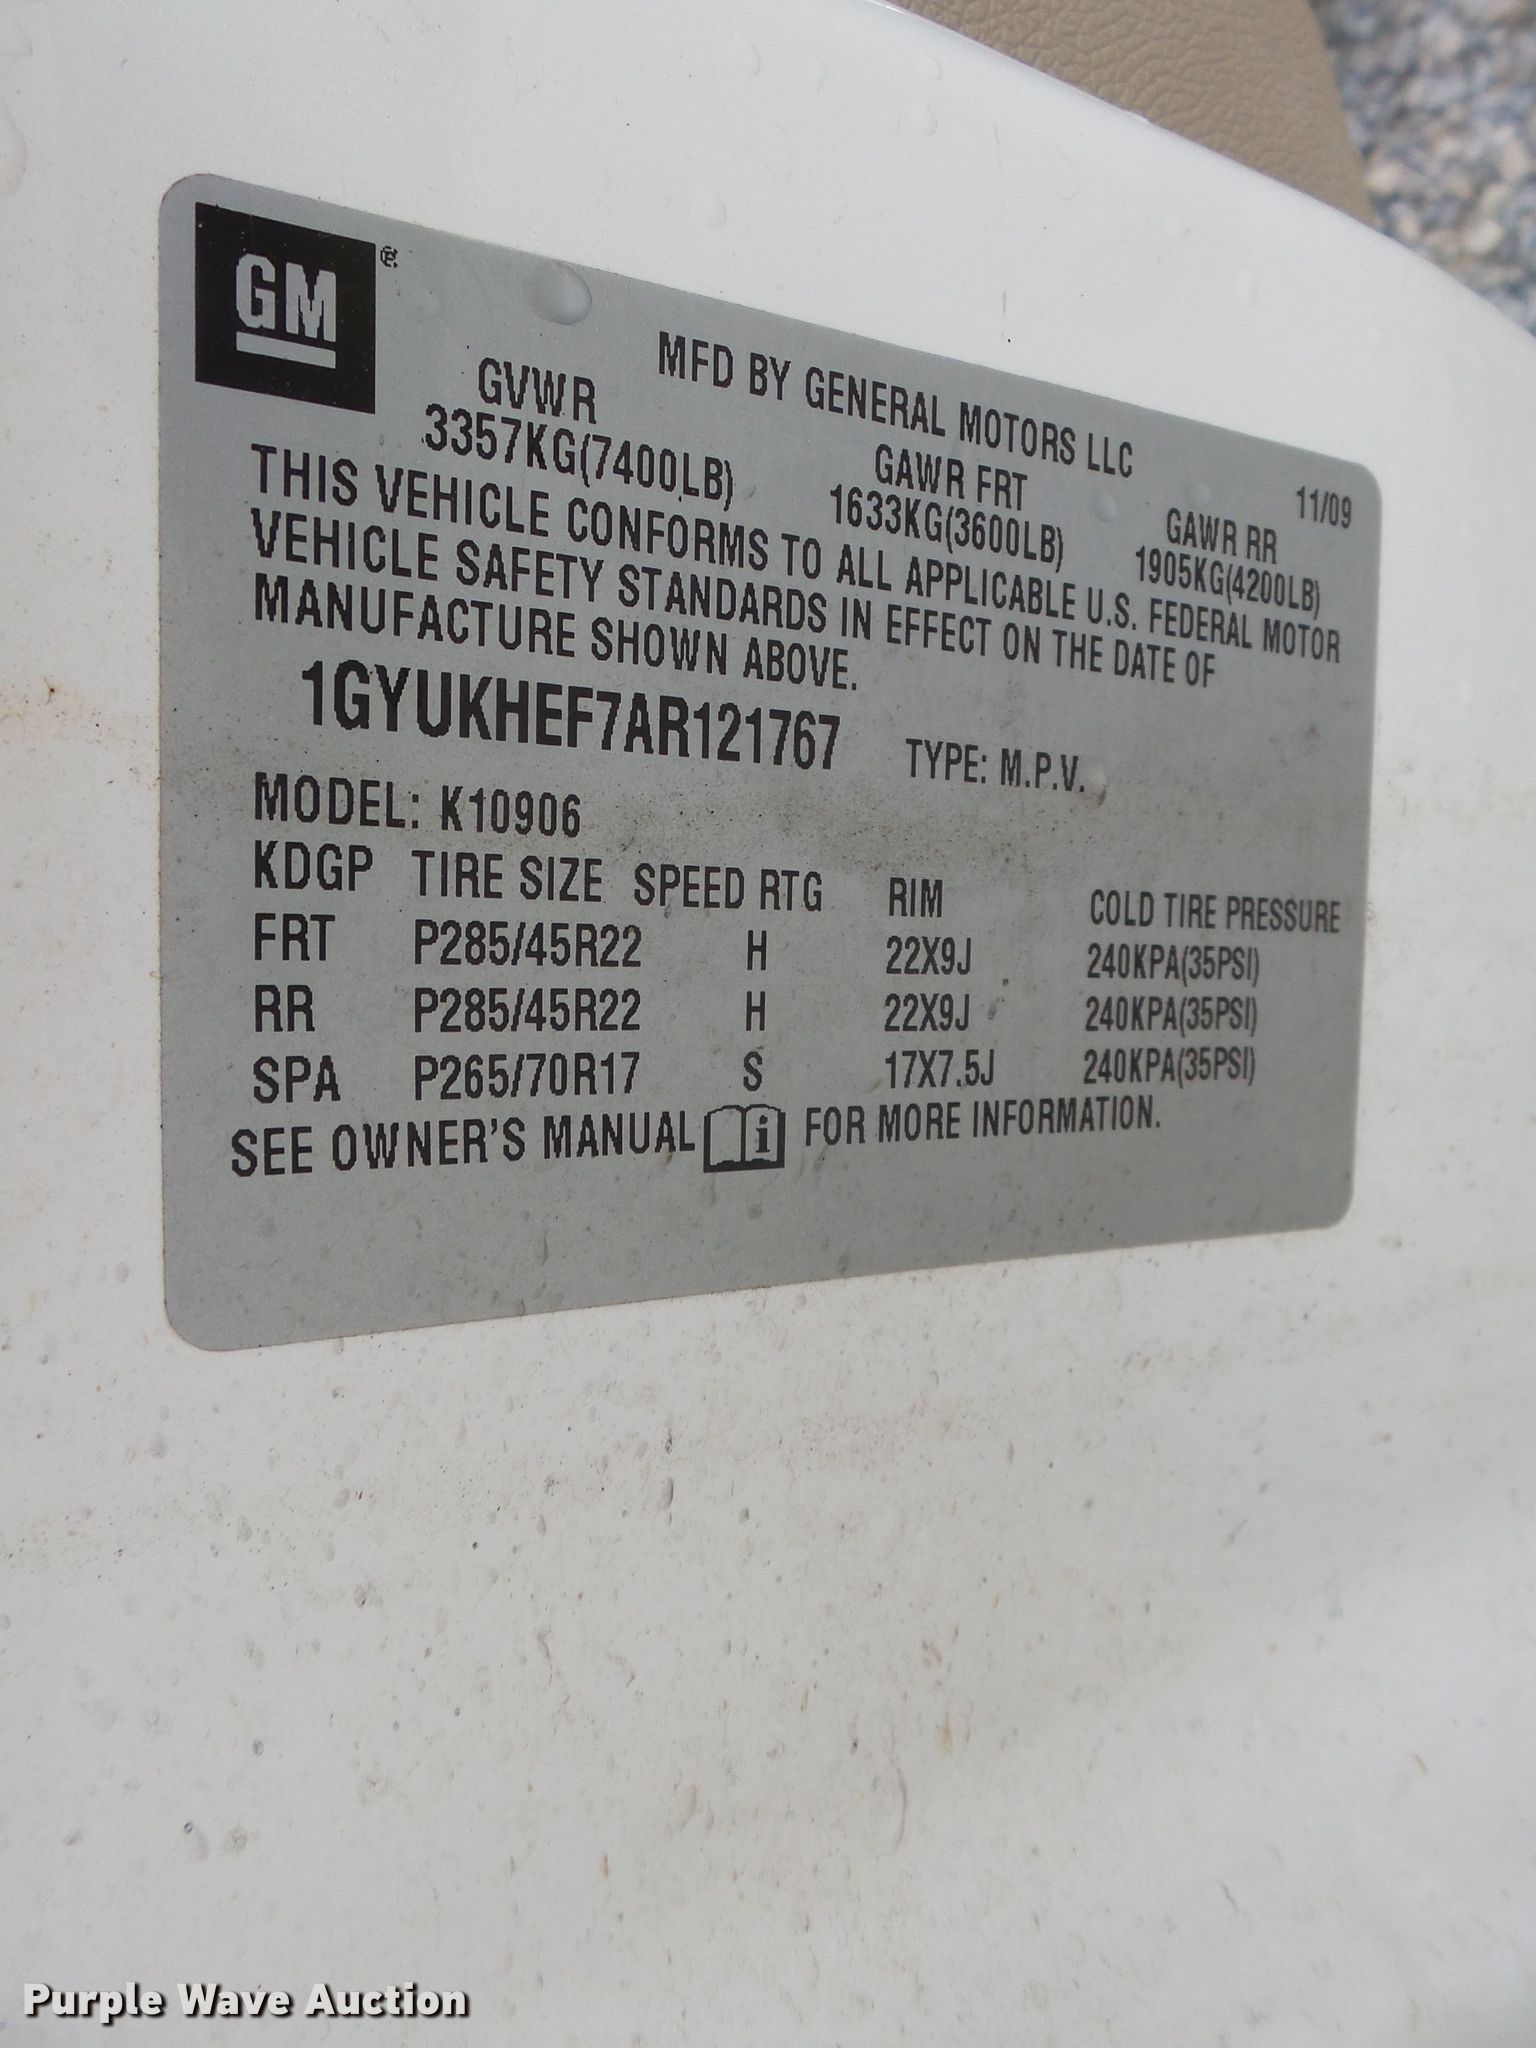 GM®
MFD BY GENERAL MOTORS LLC 11/09
GVWR GAWR FRT GAWR RR
3357KG(7400LB) 1633KG(3600LB) 1905KG(4200LB)
THIS VEHICLE CONFORMS TO ALL APPLICABLE U.S. FEDERAL MOTOR
VEHICLE SAFETY STANDARDS IN EFFECT ON THE DATE OF
MANUFACTURE SHOWN ABOVE.
1GYUKHEF7AR121767 TYPE: M.P.V.
MODEL: K10906
KDGP TIRE SIZE SPEED RTG RIM COLD TIRE PRESSURE
FRT P285/45R22 H 22X9J 240KPA(35PSI)
RR P285/45R22 H 22X9J 240KPA(35PSI)
SPA P265/70R17 S 17X7.5J 240KPA(35PSI)
SEE OWNER'S MANUAL i FOR MORE INFORMATION.
Purple Wave Auction